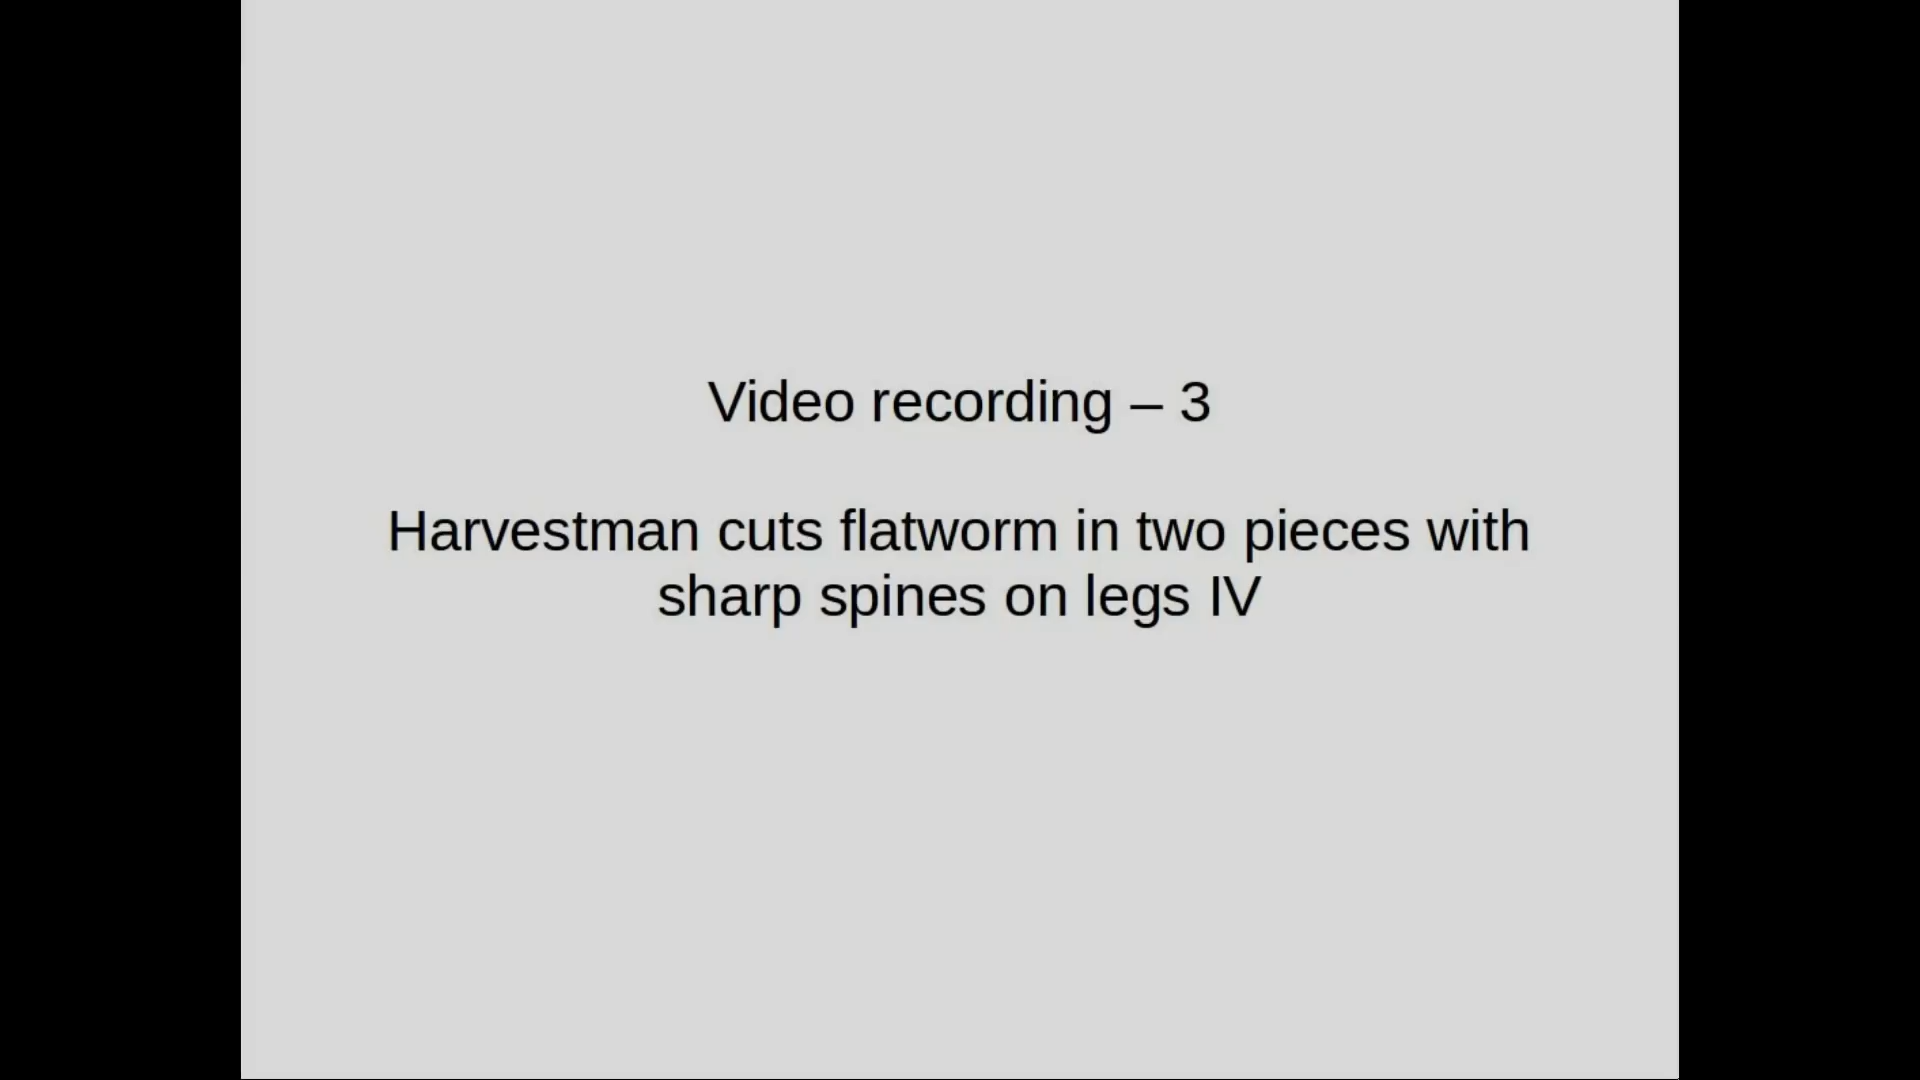 Video recording – 3
Harvestman cuts flatworm in two pieces with
sharp spines on legs IV